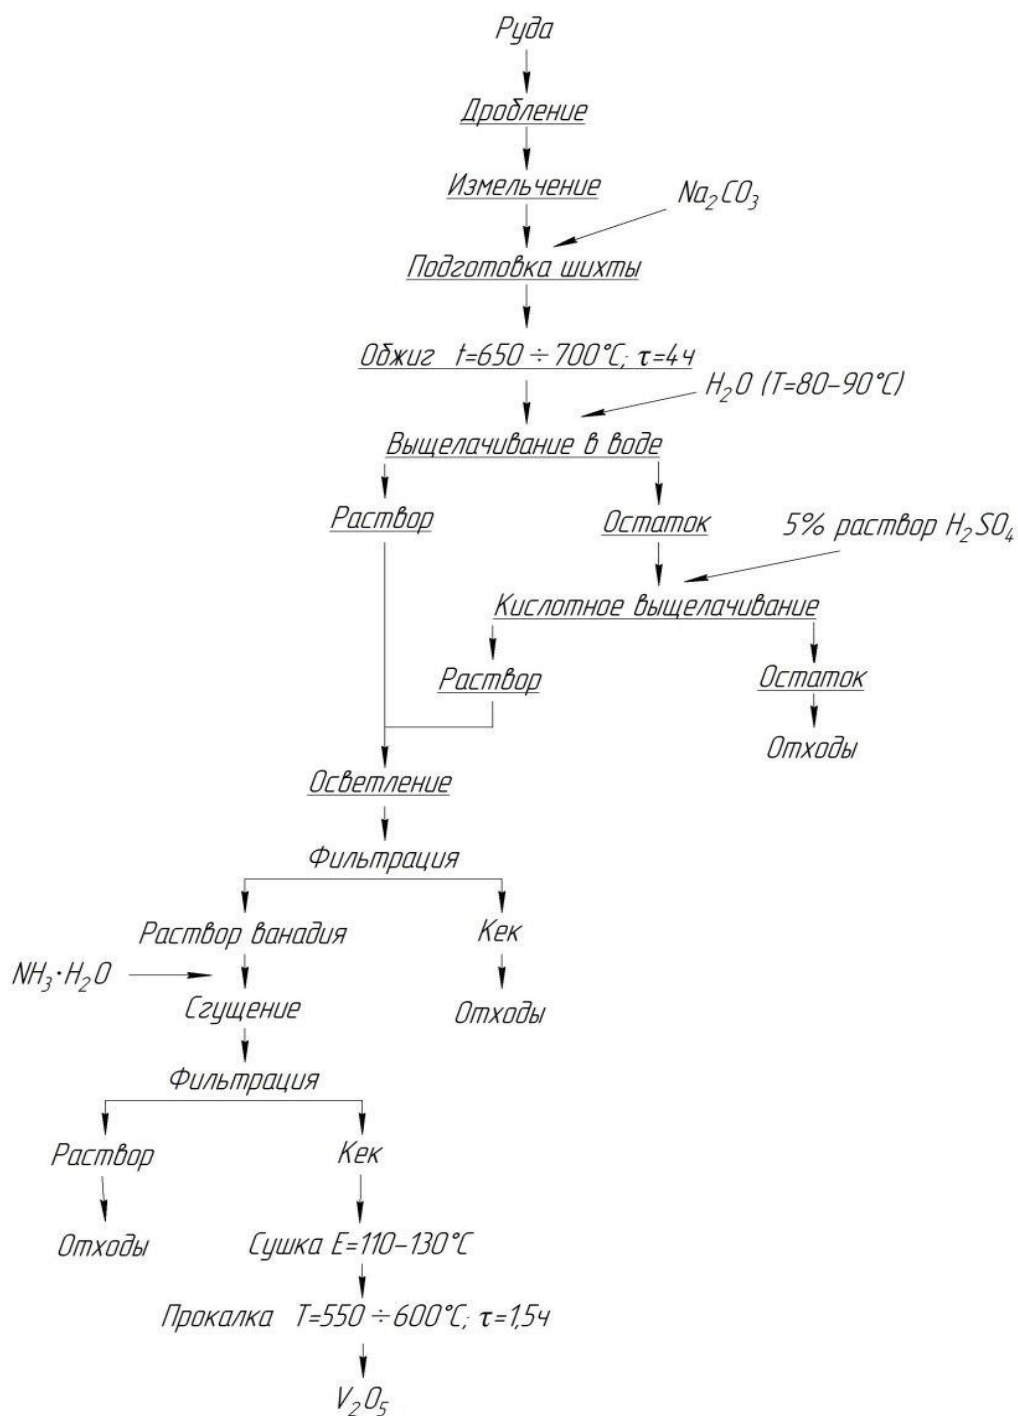 Руда
Дробление
Измельчение
Na₂CO₃
Подготовка шихты
Обжиг t=650÷700°C; τ=4ч
H₂O (T=80–90°C)
Выщелачивание в воде
Раствор
Остаток
5% раствор H₂SO₄
Кислотное выщелачивание
Раствор
Остаток
Отходы
Осветление
Фильтрация
Раствор ванадия
Кек
NH₃·H₂O
Сгущение
Отходы
Фильтрация
Раствор
Кек
Отходы
Сушка E=110–130°C
Прокалка T=550÷600°C; τ=1,5ч
V₂O₅